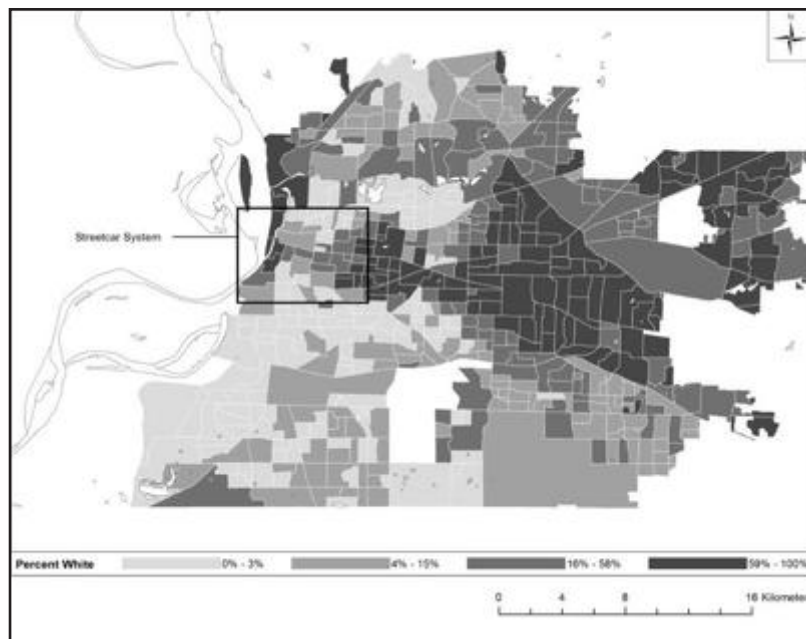 N
Streetcar System
Percent White 0% - 3% 4% - 15% 16% - 58% 59% - 100%
0 4 8 16 Kilometers